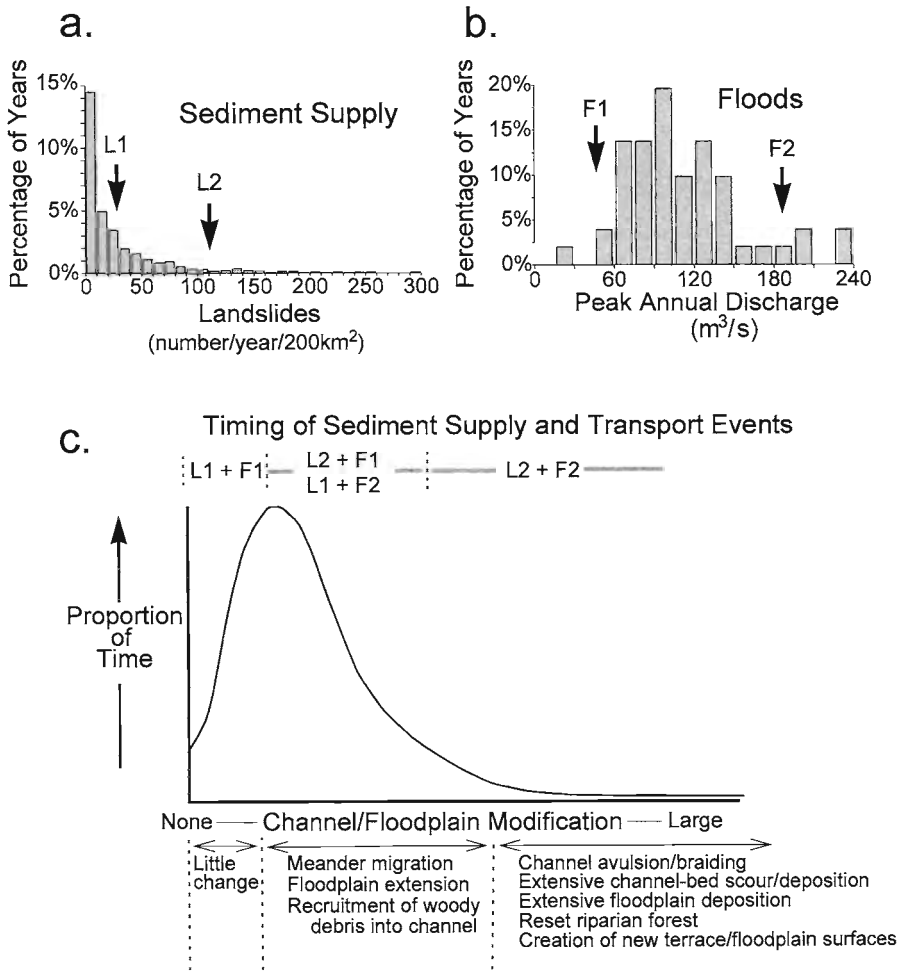 a.
15%
10%
5%
0%
Percentage of Years
Sediment Supply
L1
L2
0 50 100 150 200 250 300
Landslides
(number/year/200km²)
b.
20%
15%
10%
5%
0%
Percentage of Years
Floods
F1
F2
0 60 120 180 240
Peak Annual Discharge
(m³/s)
c.
Timing of Sediment Supply and Transport Events
L1 + F1
L2 + F1
L1 + F2
L2 + F2
Proportion
of
Time
None Channel/Floodplain Modification Large
Little
change
Meander migration
Floodplain extension
Recruitment of woody
debris into channel
Channel avulsion/braiding
Extensive channel-bed scour/deposition
Extensive floodplain deposition
Reset riparian forest
Creation of new terrace/floodplain surfaces